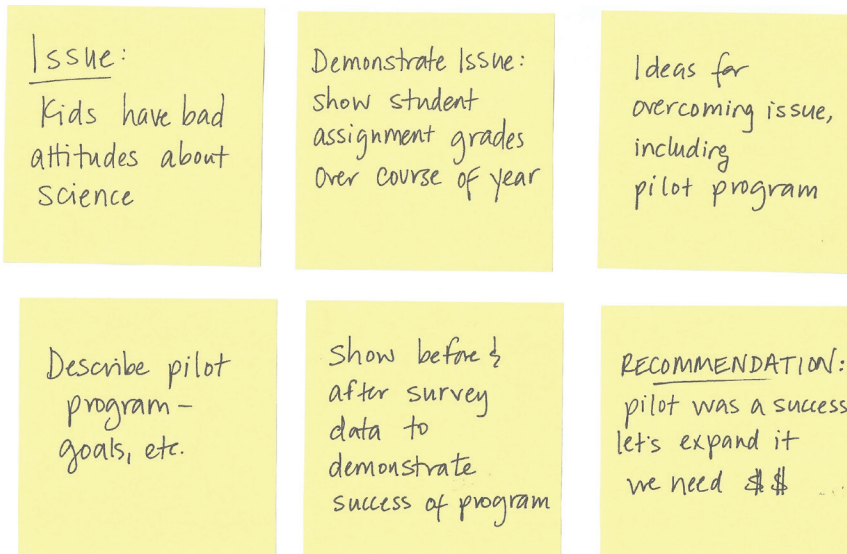 Issue:
Kids have bad
attitudes about
science
Demonstrate Issue:
show student
assignment grades
over course of year
Ideas for
overcoming issue,
including
pilot program
Describe pilot
program -
goals, etc.
Show before &
after survey
data to
demonstrate
success of program
RECOMMENDATION:
pilot was a success
let's expand it
we need $$